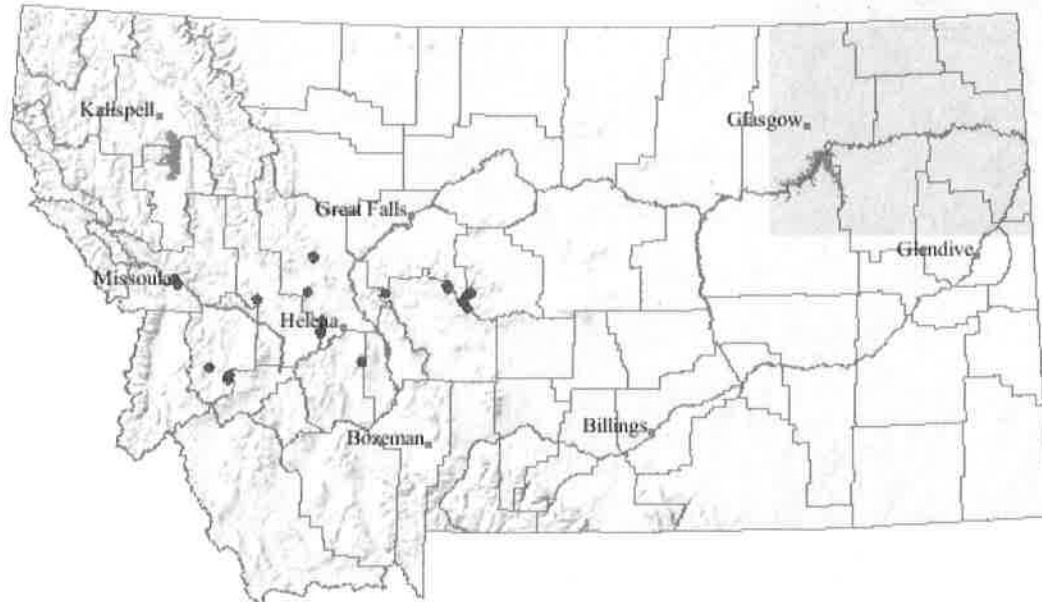 Kalispell
Glasgow
Great Falls
Glendive
Missoula
Helena
Billings
Bozeman